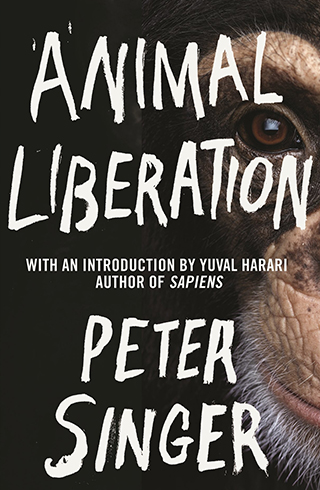 ANIMAL
LIBERATION
WITH AN INTRODUCTION BY YUVAL HARARI
AUTHOR OF SAPIENS
PETER
SINGER